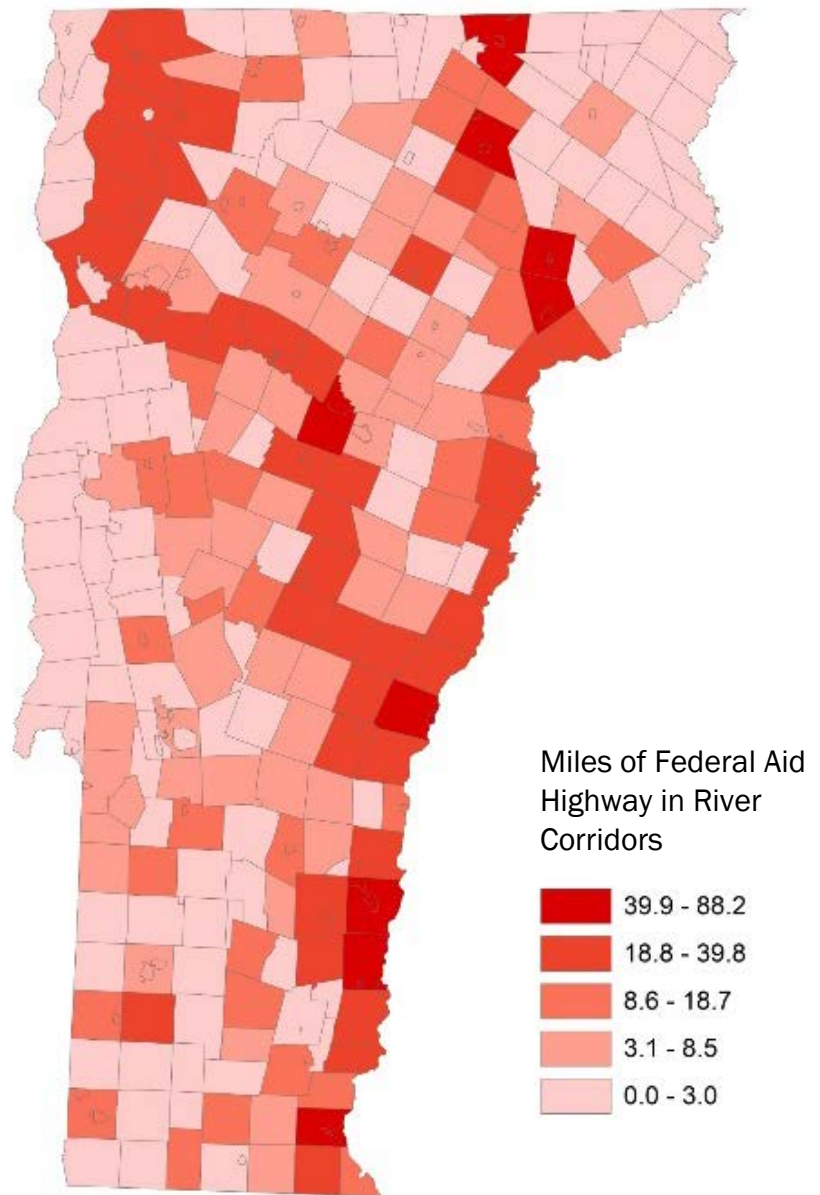 Miles of Federal Aid
Highway in River
Corridors
39.9 - 88.2
18.8 - 39.8
8.6 - 18.7
3.1 - 8.5
0.0 - 3.0